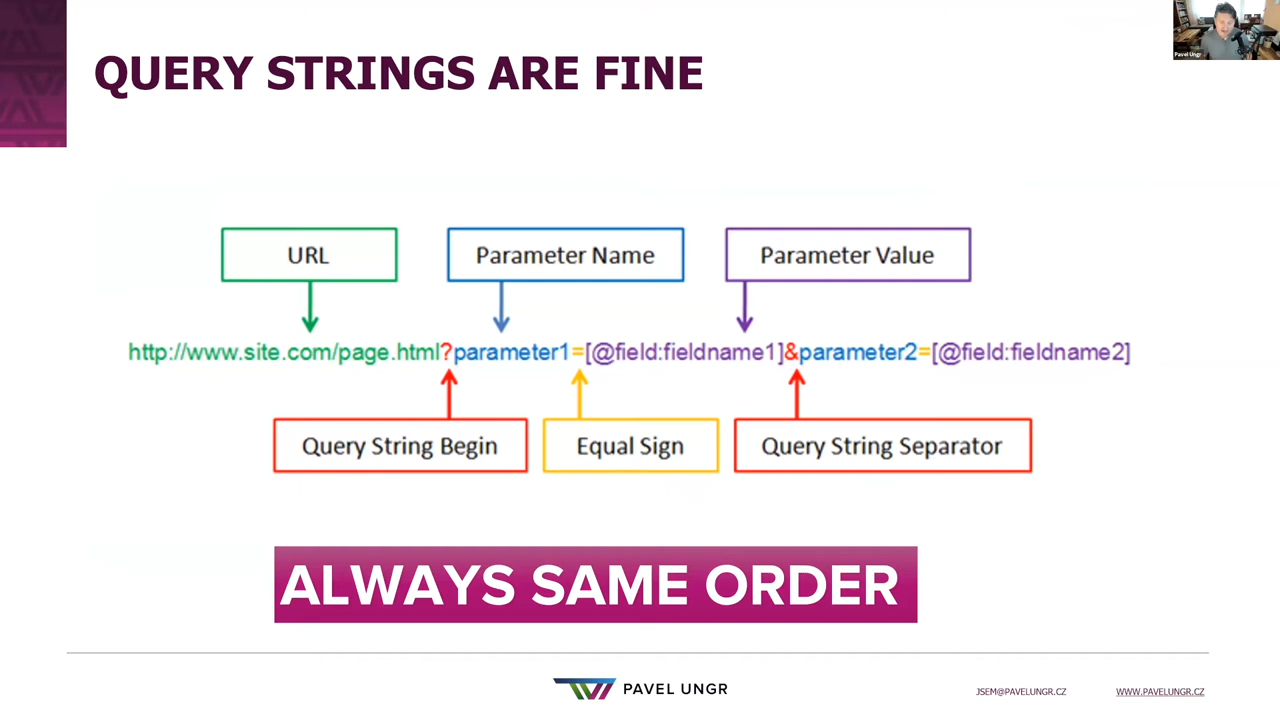 Pavel Ungr
QUERY STRINGS ARE FINE
URL
Parameter Name
Parameter Value
http://www.site.com/page.html?parameter1=[@field:fieldname1]&parameter2=[@field:fieldname2]
Query String Begin
Equal Sign
Query String Separator
ALWAYS SAME ORDER
PAVEL UNGR
JSEM@PAVELUNGR.CZ
WWW.PAVELUNGR.CZ